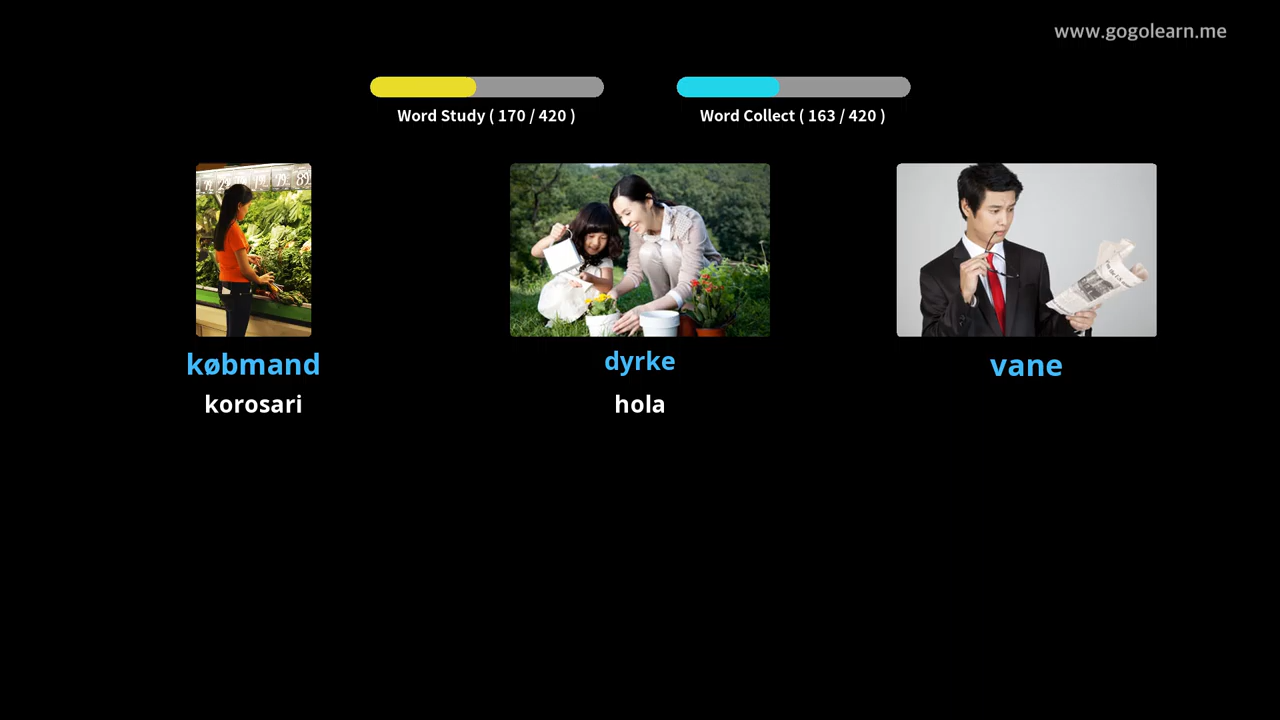 www.gogolearn.me
Word Study ( 170 / 420 )
Word Collect ( 163 / 420 )
købmand
dyrke
vane
korosari
hola